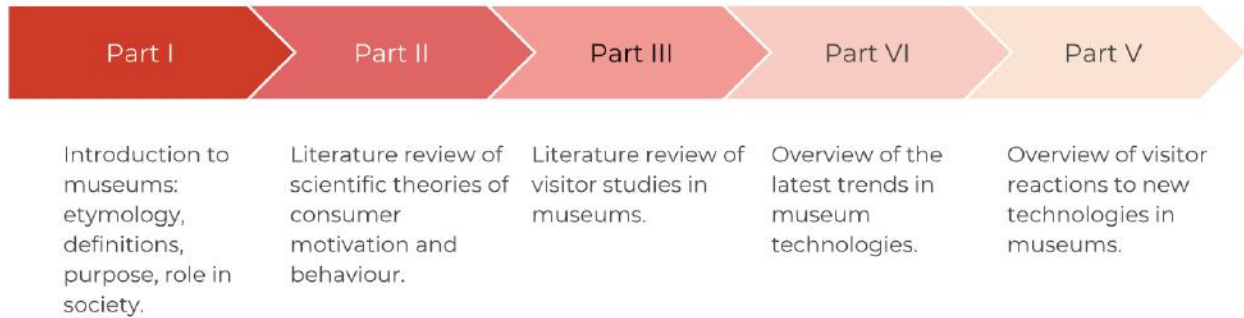 Part I
Part II
Part III
Part VI
Part V
Introduction to
museums:
etymology,
definitions,
purpose, role in
society.
Literature review of
scientific theories of
consumer
motivation and
behaviour.
Literature review of
visitor studies in
museums.
Overview of the
latest trends in
museum
technologies.
Overview of visitor
reactions to new
technologies in
museums.